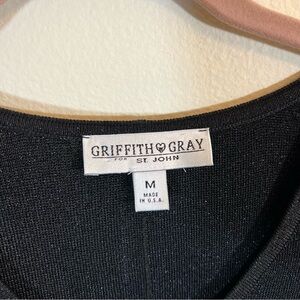 GRIFFITH♡GRAY
FOR ST. JOHN
M
MADE
IN U.S.A.